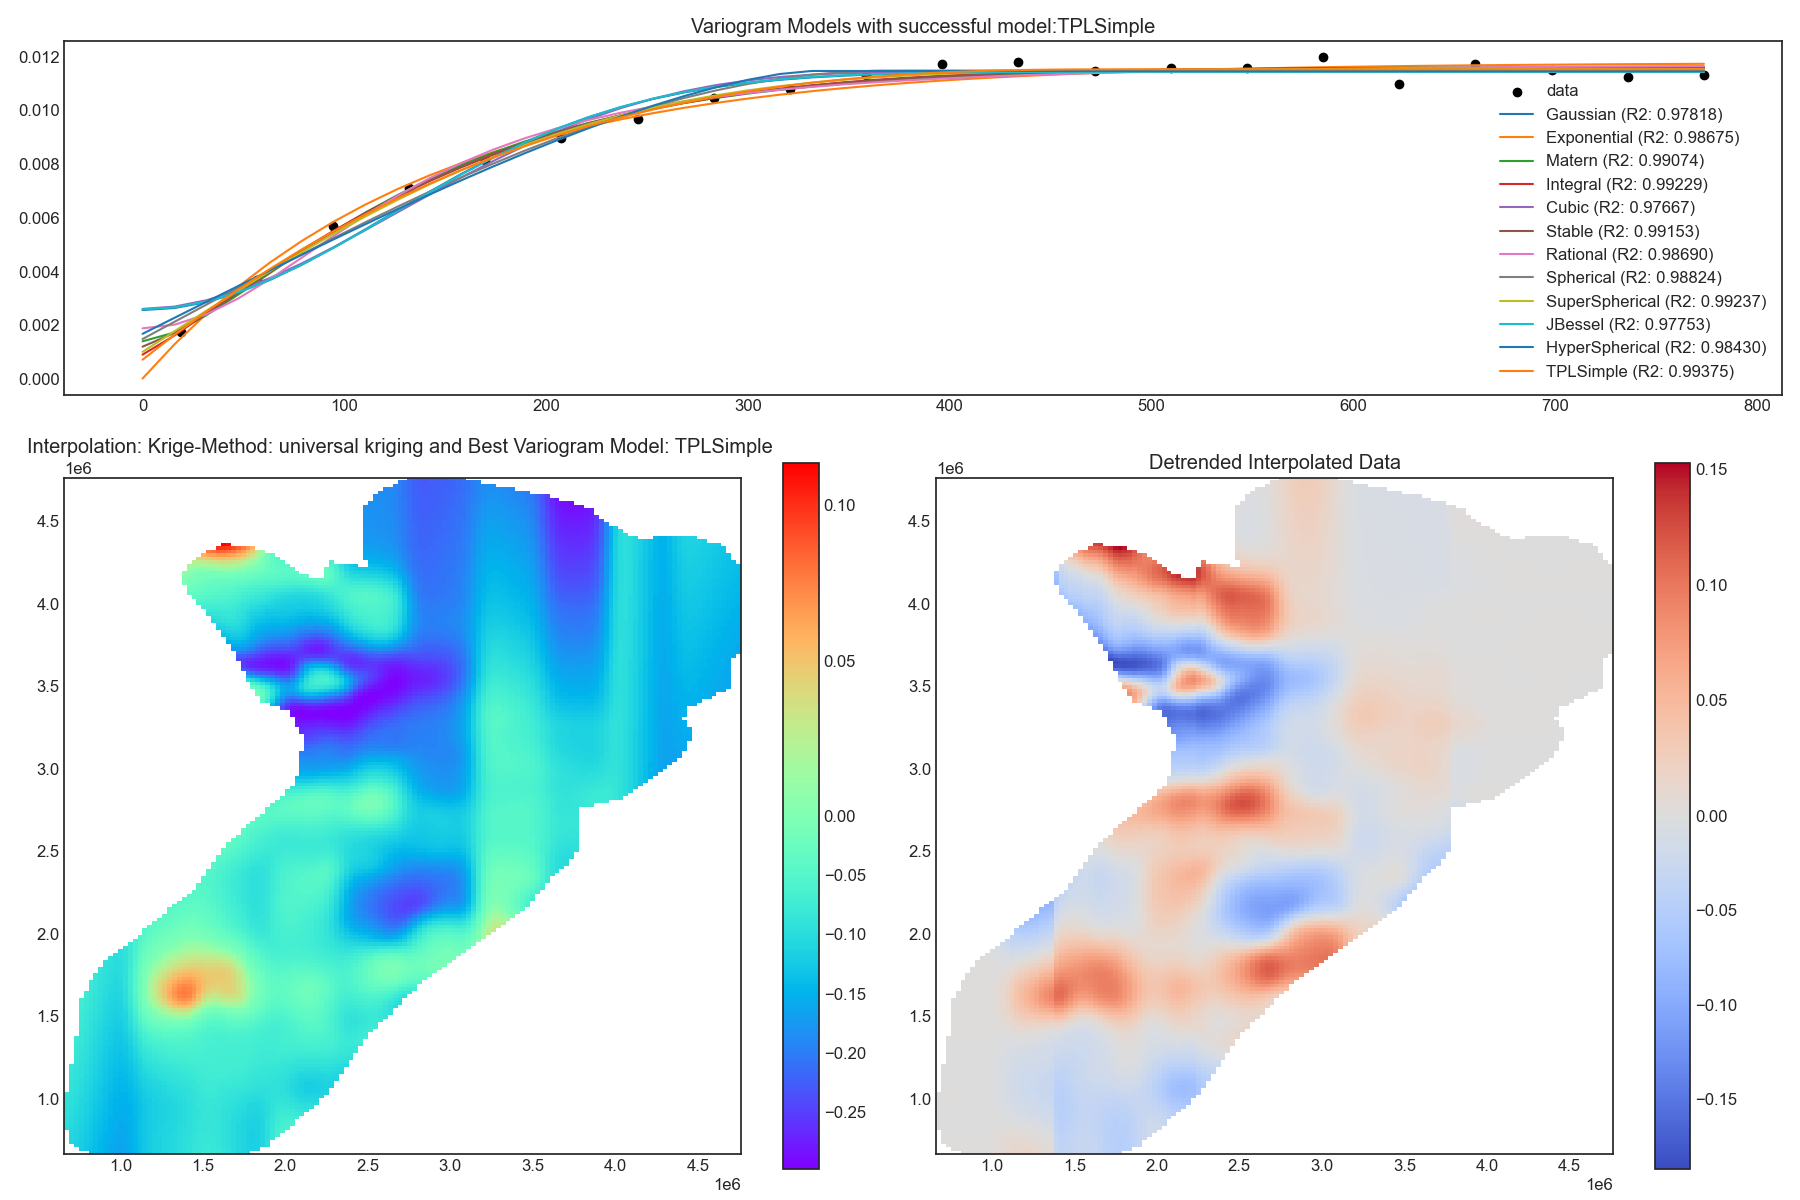 Variogram Models with successful model:TPLSimple
0.012
0.010
0.008
0.006
0.004
0.002
0.000
data
Gaussian (R2: 0.97818)
Exponential (R2: 0.98675)
Matern (R2: 0.99074)
Integral (R2: 0.99229)
Cubic (R2: 0.97667)
Stable (R2: 0.99153)
Rational (R2: 0.98690)
Spherical (R2: 0.98824)
SuperSpherical (R2: 0.99237)
JBessel (R2: 0.97753)
HyperSpherical (R2: 0.98430)
TPLSimple (R2: 0.99375)
0 100 200 300 400 500 600 700 800
Interpolation: Krige-Method: universal kriging and Best Variogram Model: TPLSimple
1e6
4.5
4.0
3.5
3.0
2.5
2.0
1.5
1.0
1.0 1.5 2.0 2.5 3.0 3.5 4.0 4.5
1e6
0.10
0.05
0.00
−0.05
−0.10
−0.15
−0.20
−0.25
Detrended Interpolated Data
1e6
4.5
4.0
3.5
3.0
2.5
2.0
1.5
1.0
1.0 1.5 2.0 2.5 3.0 3.5 4.0 4.5
1e6
0.15
0.10
0.05
0.00
−0.05
−0.10
−0.15